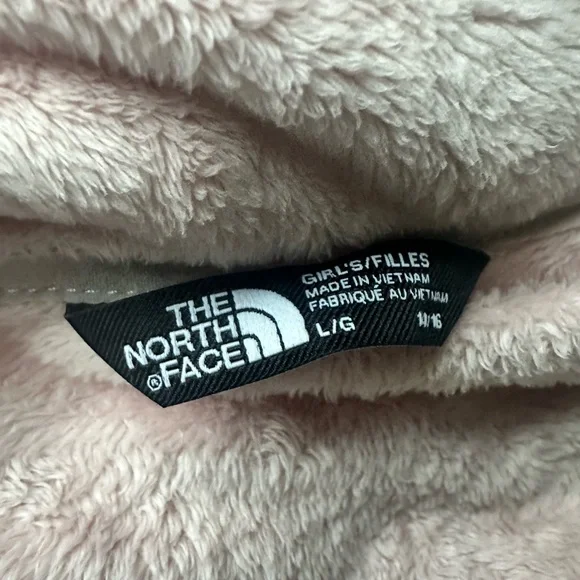 THE
NORTH
FACE
®
GIRL'S/FILLES
MADE IN VIETNAM
FABRIQUÉ AU VIETNAM
L/G 14/16